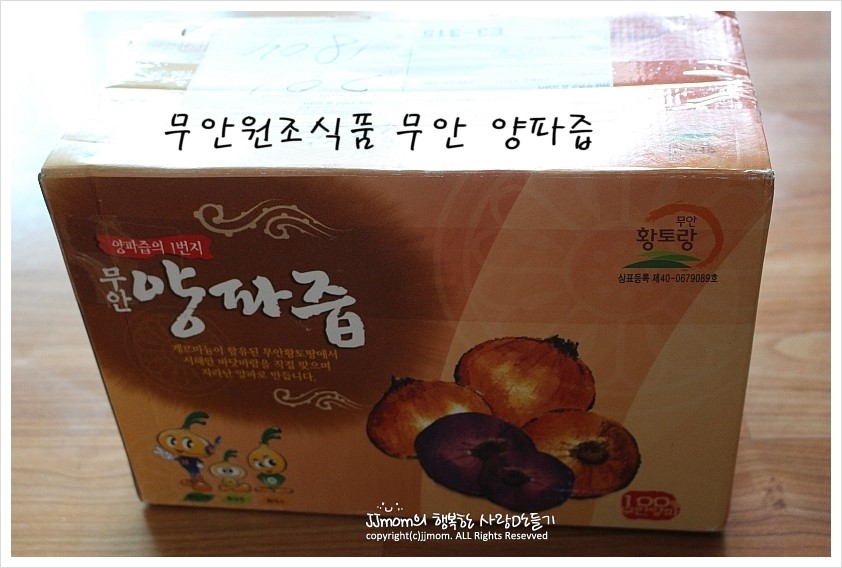 무안원조식품 무안 양파즙
무안
황토랑
상표등록 제40-0679089호
양파즙의 1번지
무안
양파즙
게르마늄이 함유된 무안황토밭에서
서해안 바닷바람을 직접 맞으며
자라난 양파로 만듭니다.
100%
JJmom의 행복한 사랑만들기
copyright(c)jjmom. ALL Rights Resevved